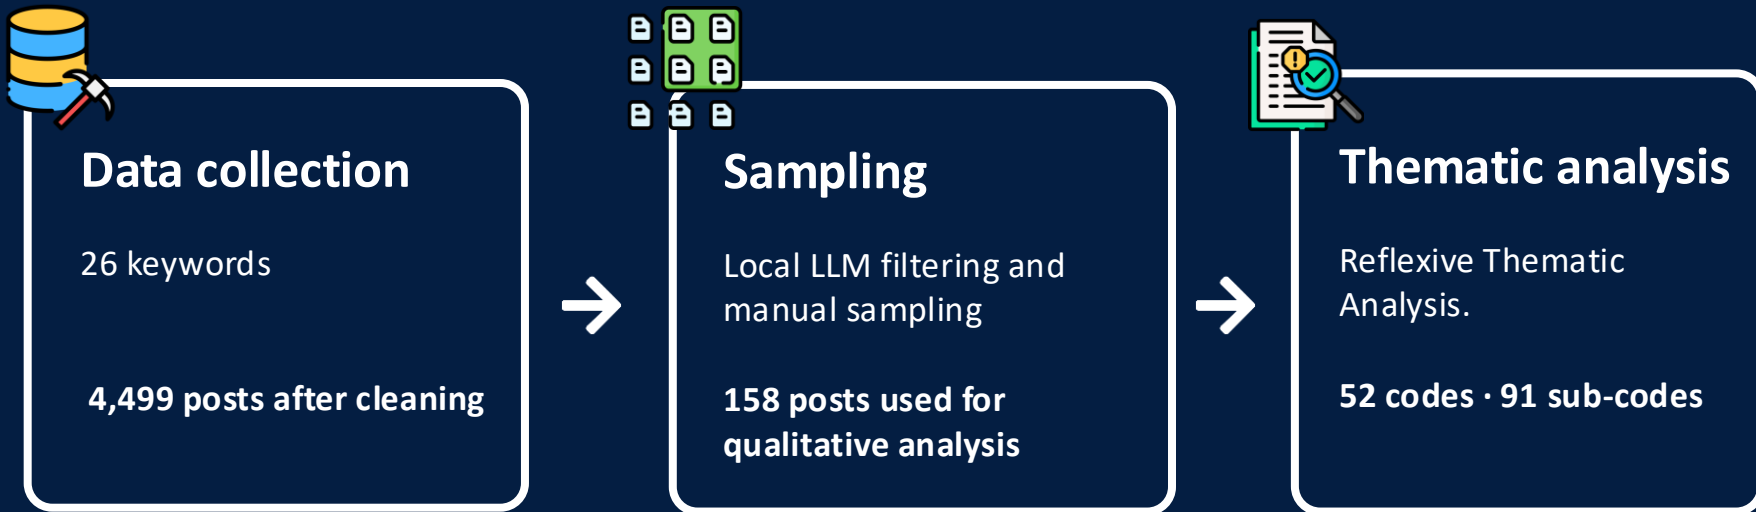 Data collection
26 keywords
4,499 posts after cleaning
Sampling
Local LLM filtering and
manual sampling
158 posts used for
qualitative analysis
Thematic analysis
Reflexive Thematic
Analysis.
52 codes · 91 sub-codes